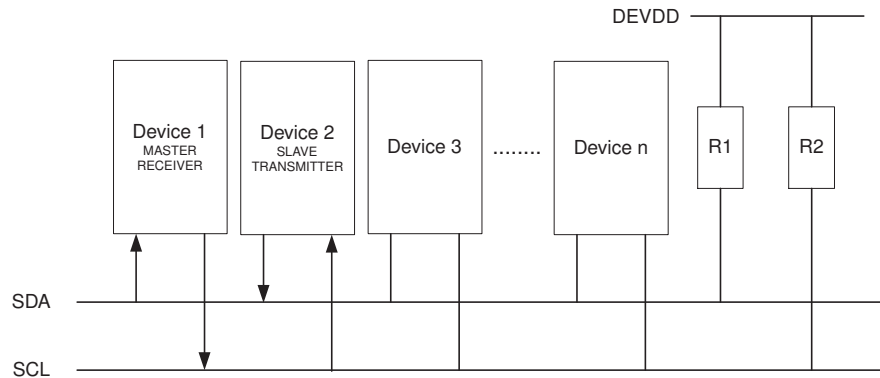 DEVDD
Device 1
MASTER
RECEIVER
Device 2
SLAVE
TRANSMITTER
Device 3
........
Device n
R1
R2
SDA
SCL